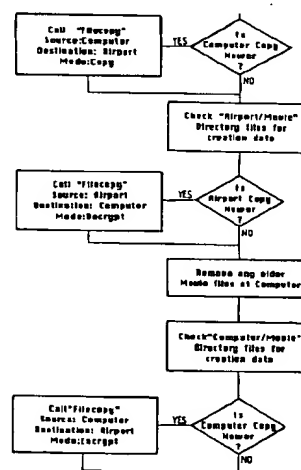 Call "Filecopy"
Source:Computer
Destination: Airport
Mode:Copy
YES
Is
Computer Copy
Newer
?
NO
Check "Airport/Movie"
Directory files for
creation data
Call "Filecopy"
Source: Airport
Destination: Computer
Mode:Decrypt
YES
Is
Airport Copy
Newer
?
NO
Remove any older
Movie files at Computer
Check"Computer/Movie"
Directory files for
creation data
Call"Filecopy"
Source: Computer
Destination: Airport
Mode:Encrypt
YES
Is
Computer Copy
Newer
?
NO